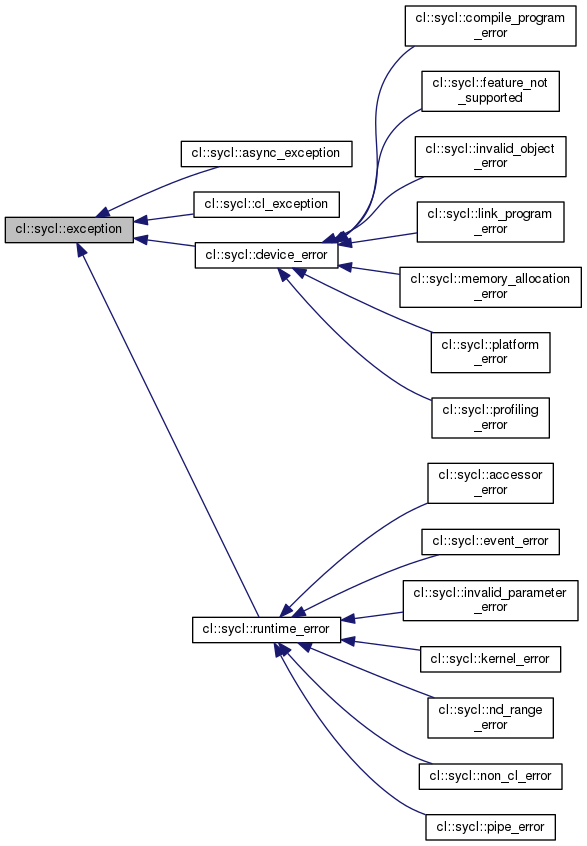 cl::sycl::compile_program
_error
cl::sycl::feature_not
_supported
cl::sycl::async_exception
cl::sycl::invalid_object
_error
cl::sycl::cl_exception
cl::sycl::exception
cl::sycl::link_program
_error
cl::sycl::device_error
cl::sycl::memory_allocation
_error
cl::sycl::platform
_error
cl::sycl::profiling
_error
cl::sycl::accessor
_error
cl::sycl::event_error
cl::sycl::invalid_parameter
_error
cl::sycl::runtime_error
cl::sycl::kernel_error
cl::sycl::nd_range
_error
cl::sycl::non_cl_error
cl::sycl::pipe_error